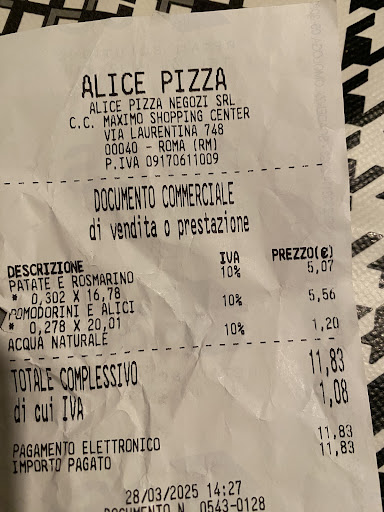 ALICE PIZZA
ALICE PIZZA NEGOZI SRL
C.C. MAXIMO SHOPPING CENTER
VIA LAURENTINA 748
00040 - ROMA (RM)
P.IVA 09170611009
DOCUMENTO COMMERCIALE
di vendita o prestazione
DESCRIZIONE IVA PREZZO(€)
PATATE E ROSMARINO 10% 5,07
* 0,302 X 16,78
POMODORINI E ALICI 10% 5,56
* 0,278 X 20,01
ACQUA NATURALE 10% 1,20
TOTALE COMPLESSIVO 11,83
di cui IVA 1,08
PAGAMENTO ELETTRONICO 11,83
IMPORTO PAGATO 11,83
28/03/2025 14:27
DOCUMENTO N. 0543-0128